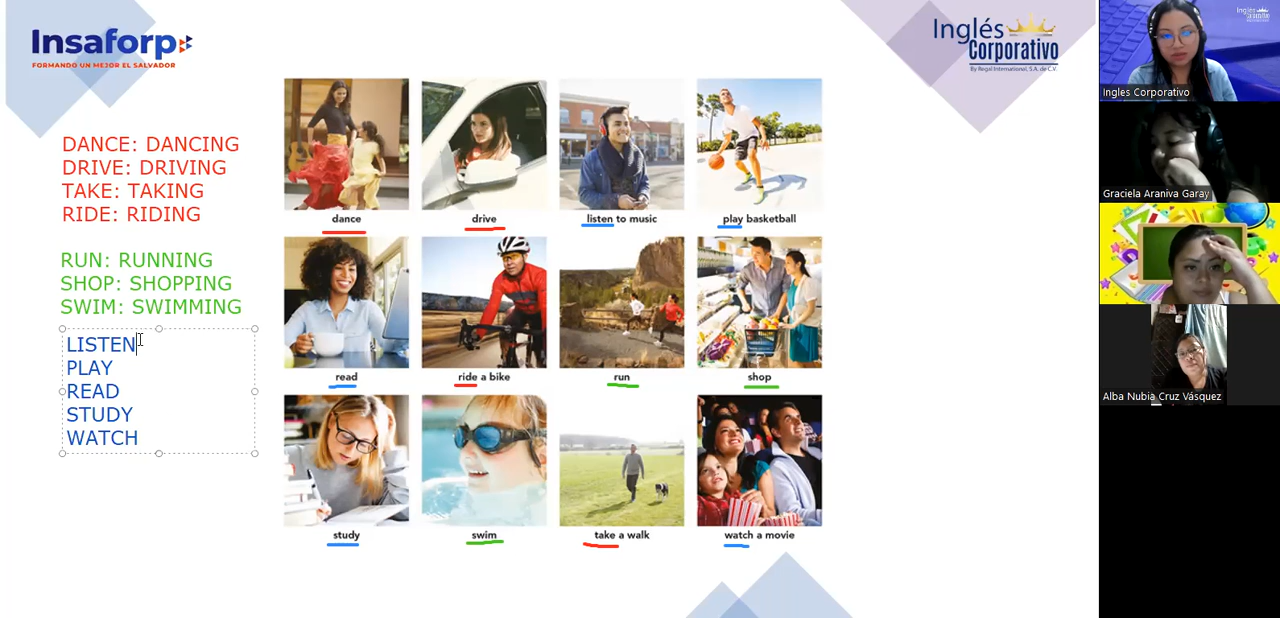 Insaforp
FORMANDO UN MEJOR EL SALVADOR
Inglés
Corporativo
By Regal International, S.A. de C.V.
DANCE: DANCING
DRIVE: DRIVING
TAKE: TAKING
RIDE: RIDING
RUN: RUNNING
SHOP: SHOPPING
SWIM: SWIMMING
LISTEN
PLAY
READ
STUDY
WATCH
dance
drive
listen to music
play basketball
read
ride a bike
run
shop
study
swim
take a walk
watch a movie
Inglés
Ingles Corporativo
Graciela Araniva Garay
Alba Nubia Cruz Vásquez